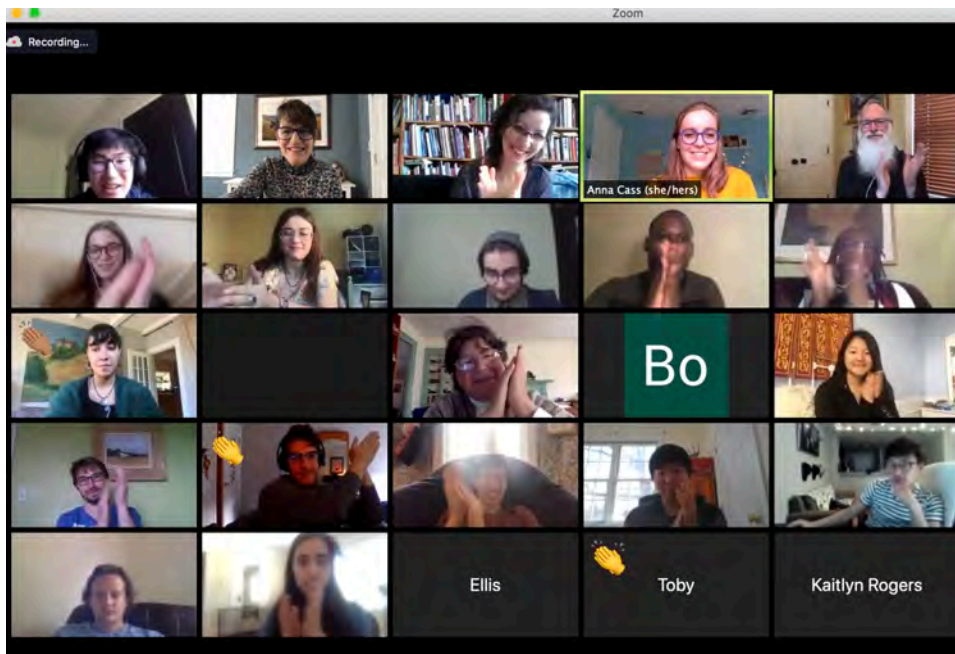 Zoom
Recording...
Anna Cass (she/hers)
Bo
Ellis
Toby
Kaitlyn Rogers